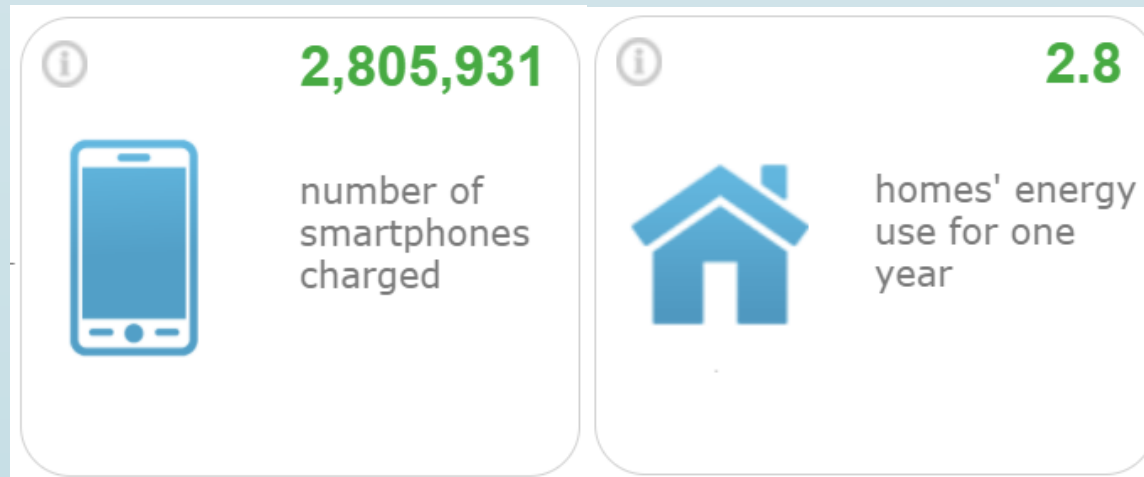 2,805,931
number of
smartphones
charged
2.8
homes' energy
use for one
year